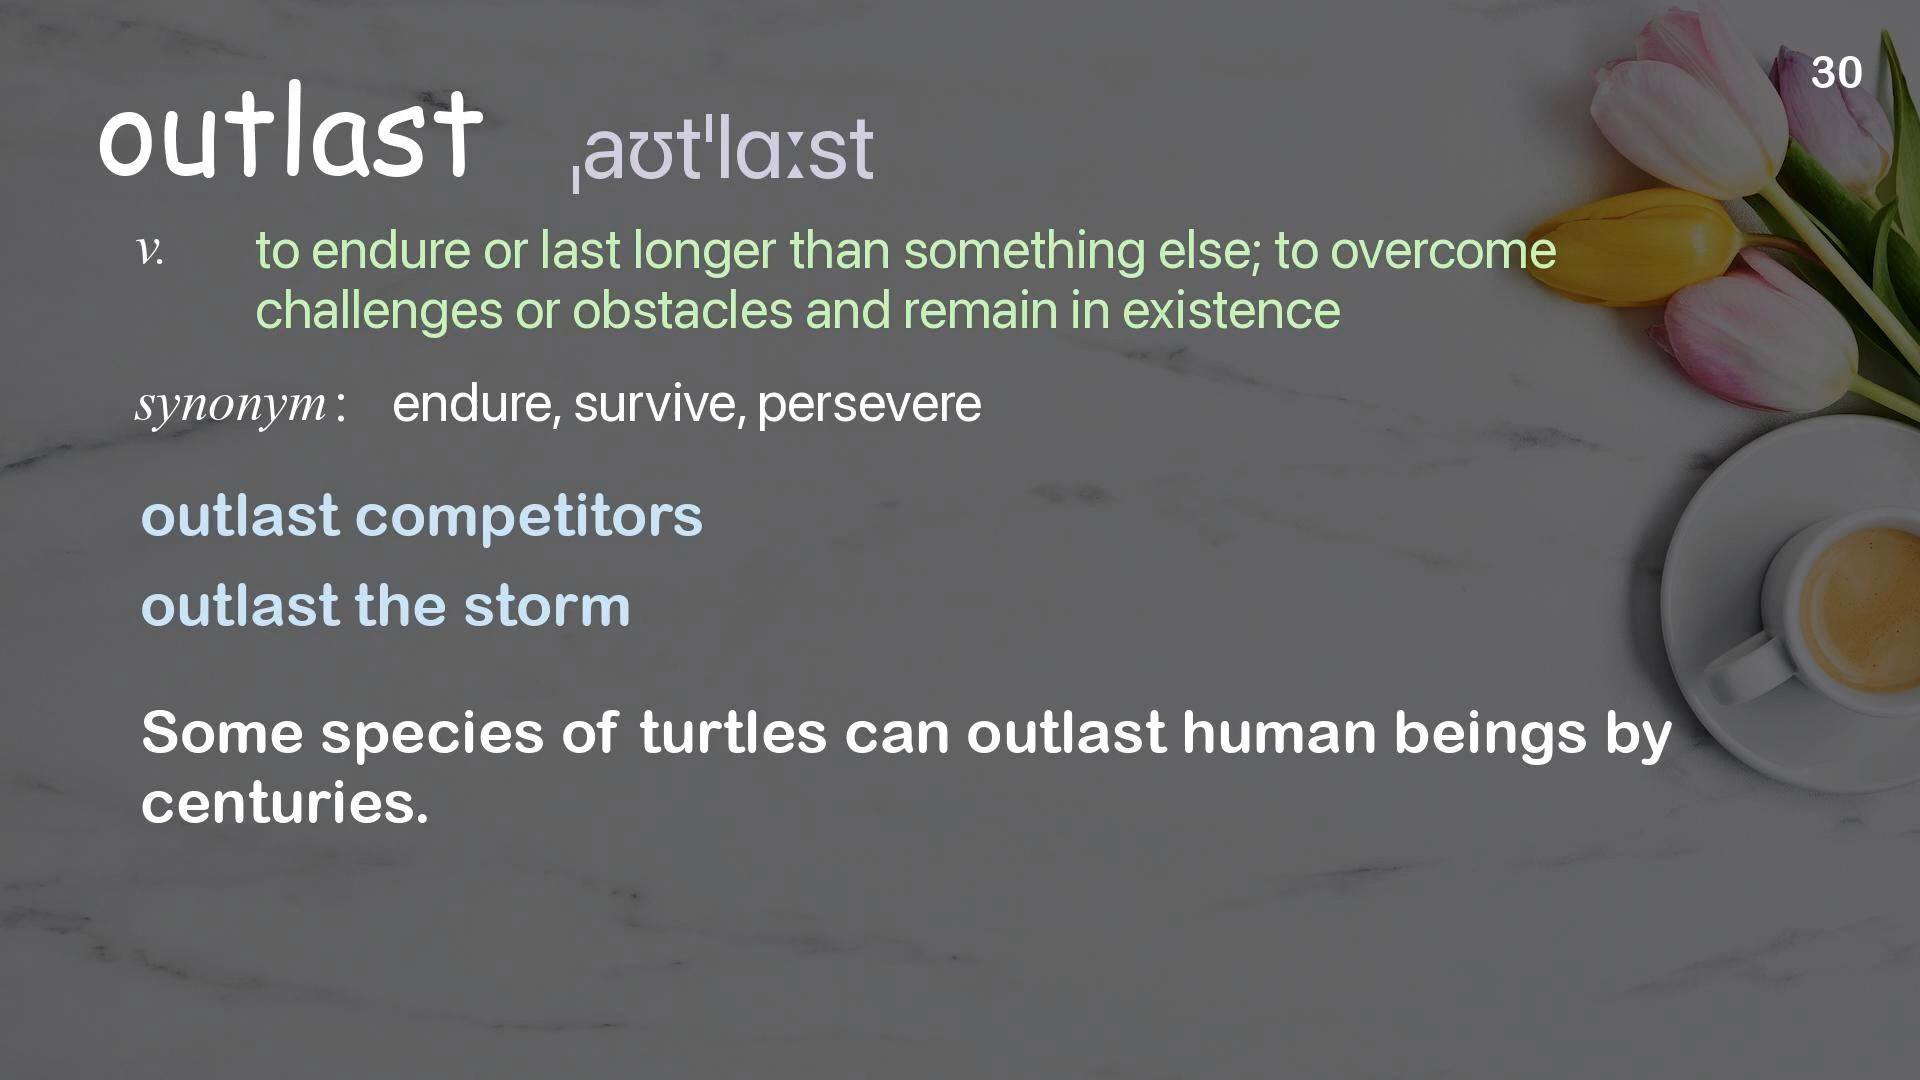 30
outlast ˌaʊtˈlɑːst
v. to endure or last longer than something else; to overcome
challenges or obstacles and remain in existence
synonym: endure, survive, persevere
outlast competitors
outlast the storm
Some species of turtles can outlast human beings by
centuries.